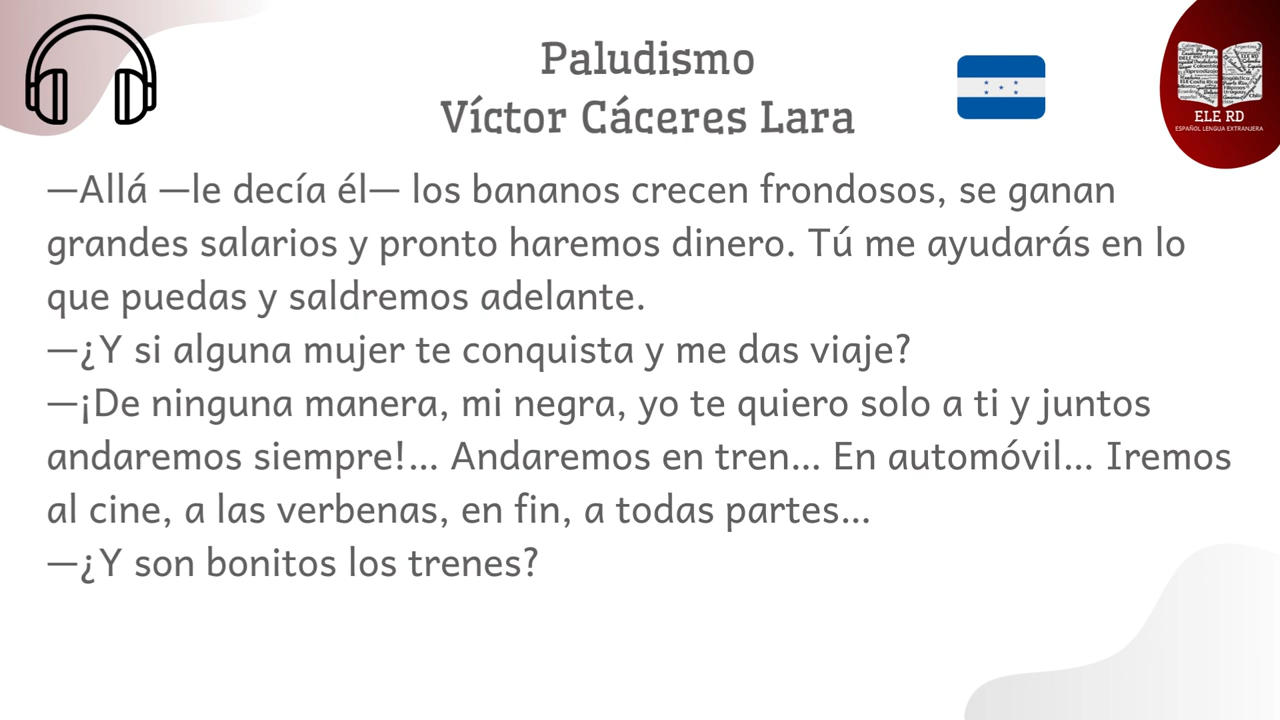 Paludismo
Víctor Cáceres Lara
ELE RD
ESPAÑOL LENGUA EXTRANJERA
—Allá —le decía él— los bananos crecen frondosos, se ganan
grandes salarios y pronto haremos dinero. Tú me ayudarás en lo
que puedas y saldremos adelante.
—¿Y si alguna mujer te conquista y me das viaje?
—¡De ninguna manera, mi negra, yo te quiero solo a ti y juntos
andaremos siempre!... Andaremos en tren... En automóvil... Iremos
al cine, a las verbenas, en fin, a todas partes...
—¿Y son bonitos los trenes?